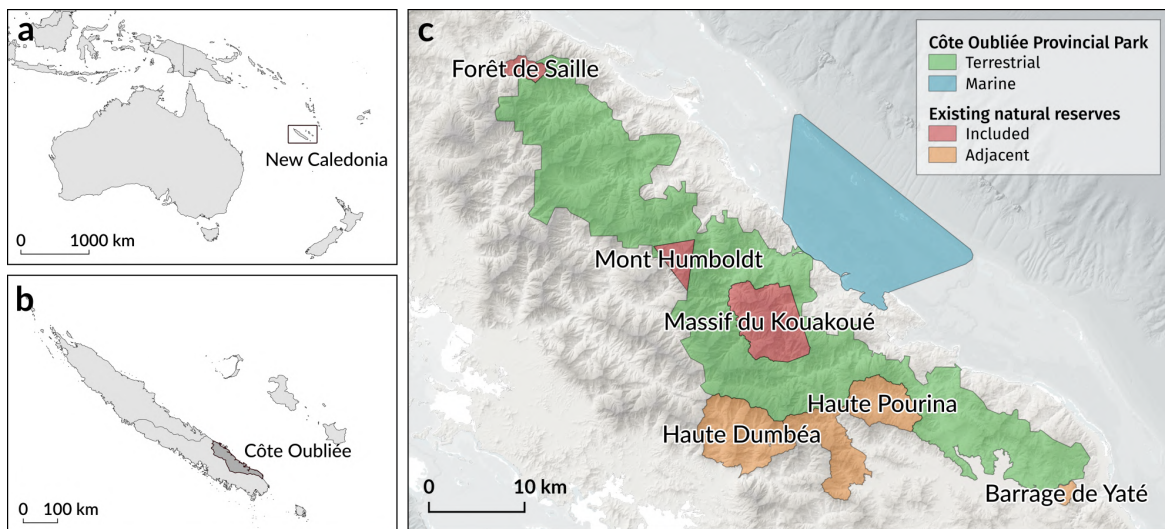 a
New Caledonia
0 1000 km
b
Côte Oubliée
0 100 km
c
Côte Oubliée Provincial Park
Terrestrial
Marine
Existing natural reserves
Included
Adjacent
Forêt de Saille
Mont Humboldt
Massif du Kouakoué
Haute Pourina
Haute Dumbéa
Barrage de Yaté
0 10 km